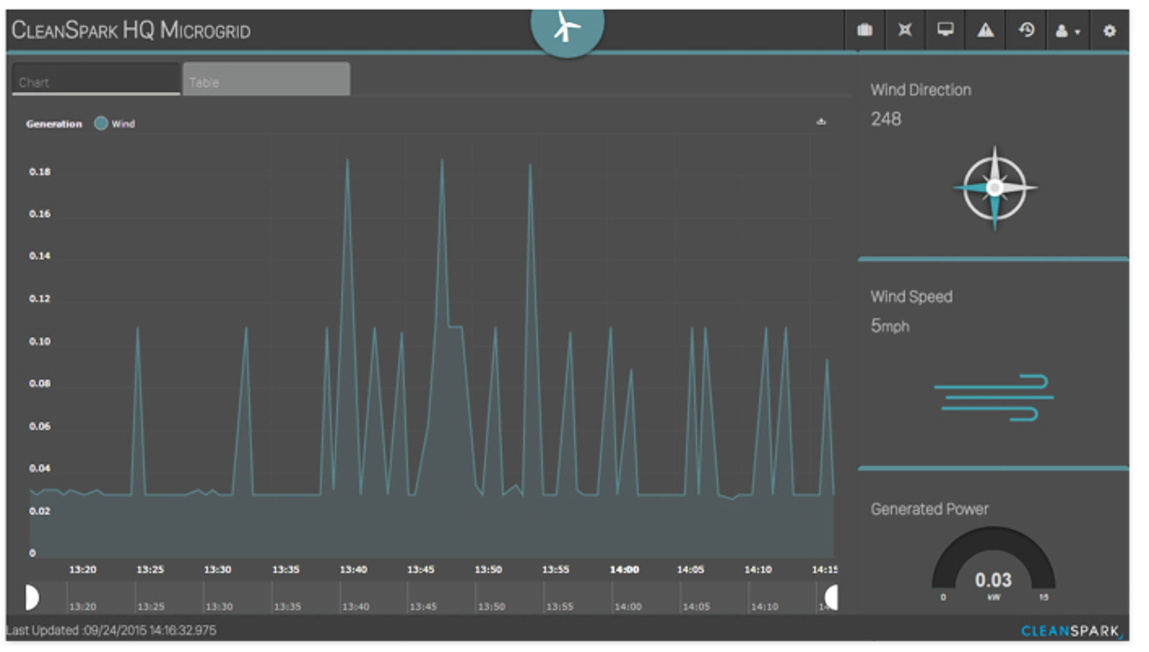 CLEANSPARK HQ MICROGRID
Chart
Table
Generation Wind
0.18
0.16
0.14
0.12
0.10
0.08
0.06
0.04
0.02
0
13:20 13:25 13:30 13:35 13:40 13:45 13:50 13:55 14:00 14:05 14:10 14:15
13:20 13:25 13:30 13:35 13:40 13:45 13:50 13:55 14:00 14:05 14:10
Last Updated :09/24/2015 14:16:32.975
Wind Direction
248
Wind Speed
5mph
Generated Power
0.03
0 kW 15
CLEANSPARK